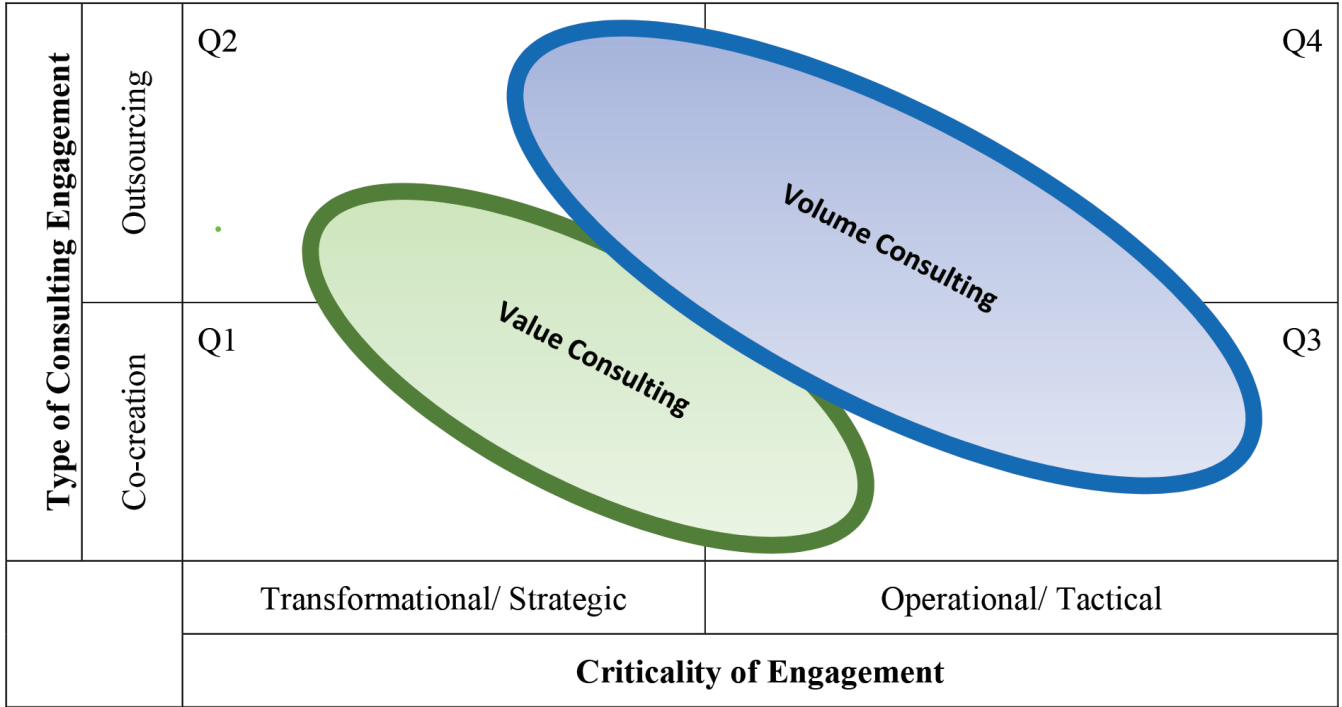 Type of Consulting Engagement
Outsourcing
Co-creation
Q2
Q4
Volume Consulting
Q1
Q3
Value Consulting
Transformational/ Strategic
Operational/ Tactical
Criticality of Engagement